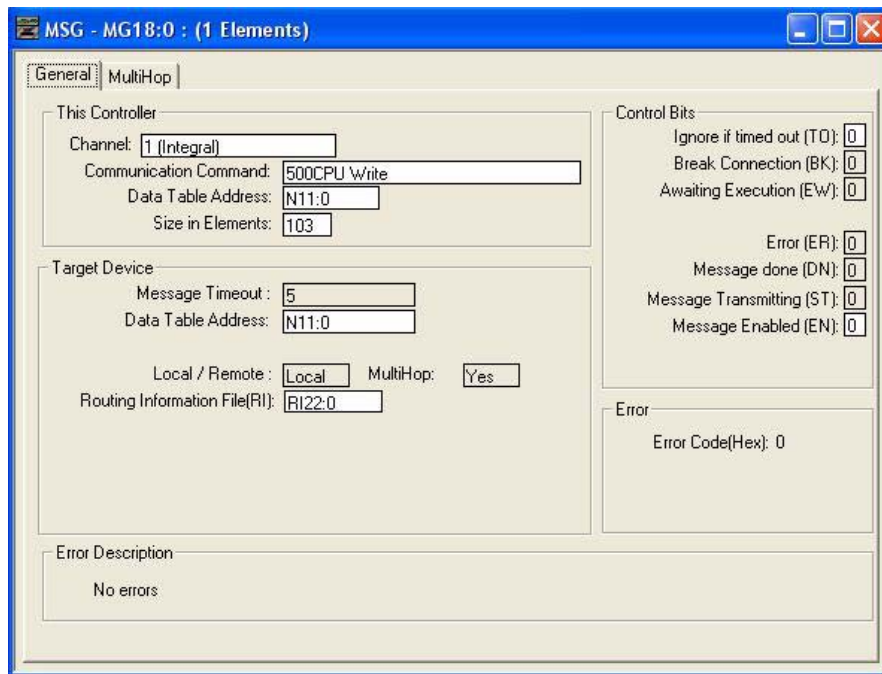 MSG - MG18:0 : (1 Elements)
General MultiHop
This Controller
Channel: 1 (Integral)
Communication Command: 500CPU Write
Data Table Address: N11:0
Size in Elements: 103
Target Device
Message Timeout : 5
Data Table Address: N11:0
Local / Remote : Local MultiHop: Yes
Routing Information File(RI): RI22:0
Control Bits
Ignore if timed out (TO): 0
Break Connection (BK): 0
Awaiting Execution (EW): 0
Error (ER): 0
Message done (DN): 0
Message Transmitting (ST): 0
Message Enabled (EN): 0
Error
Error Code(Hex): 0
Error Description
No errors